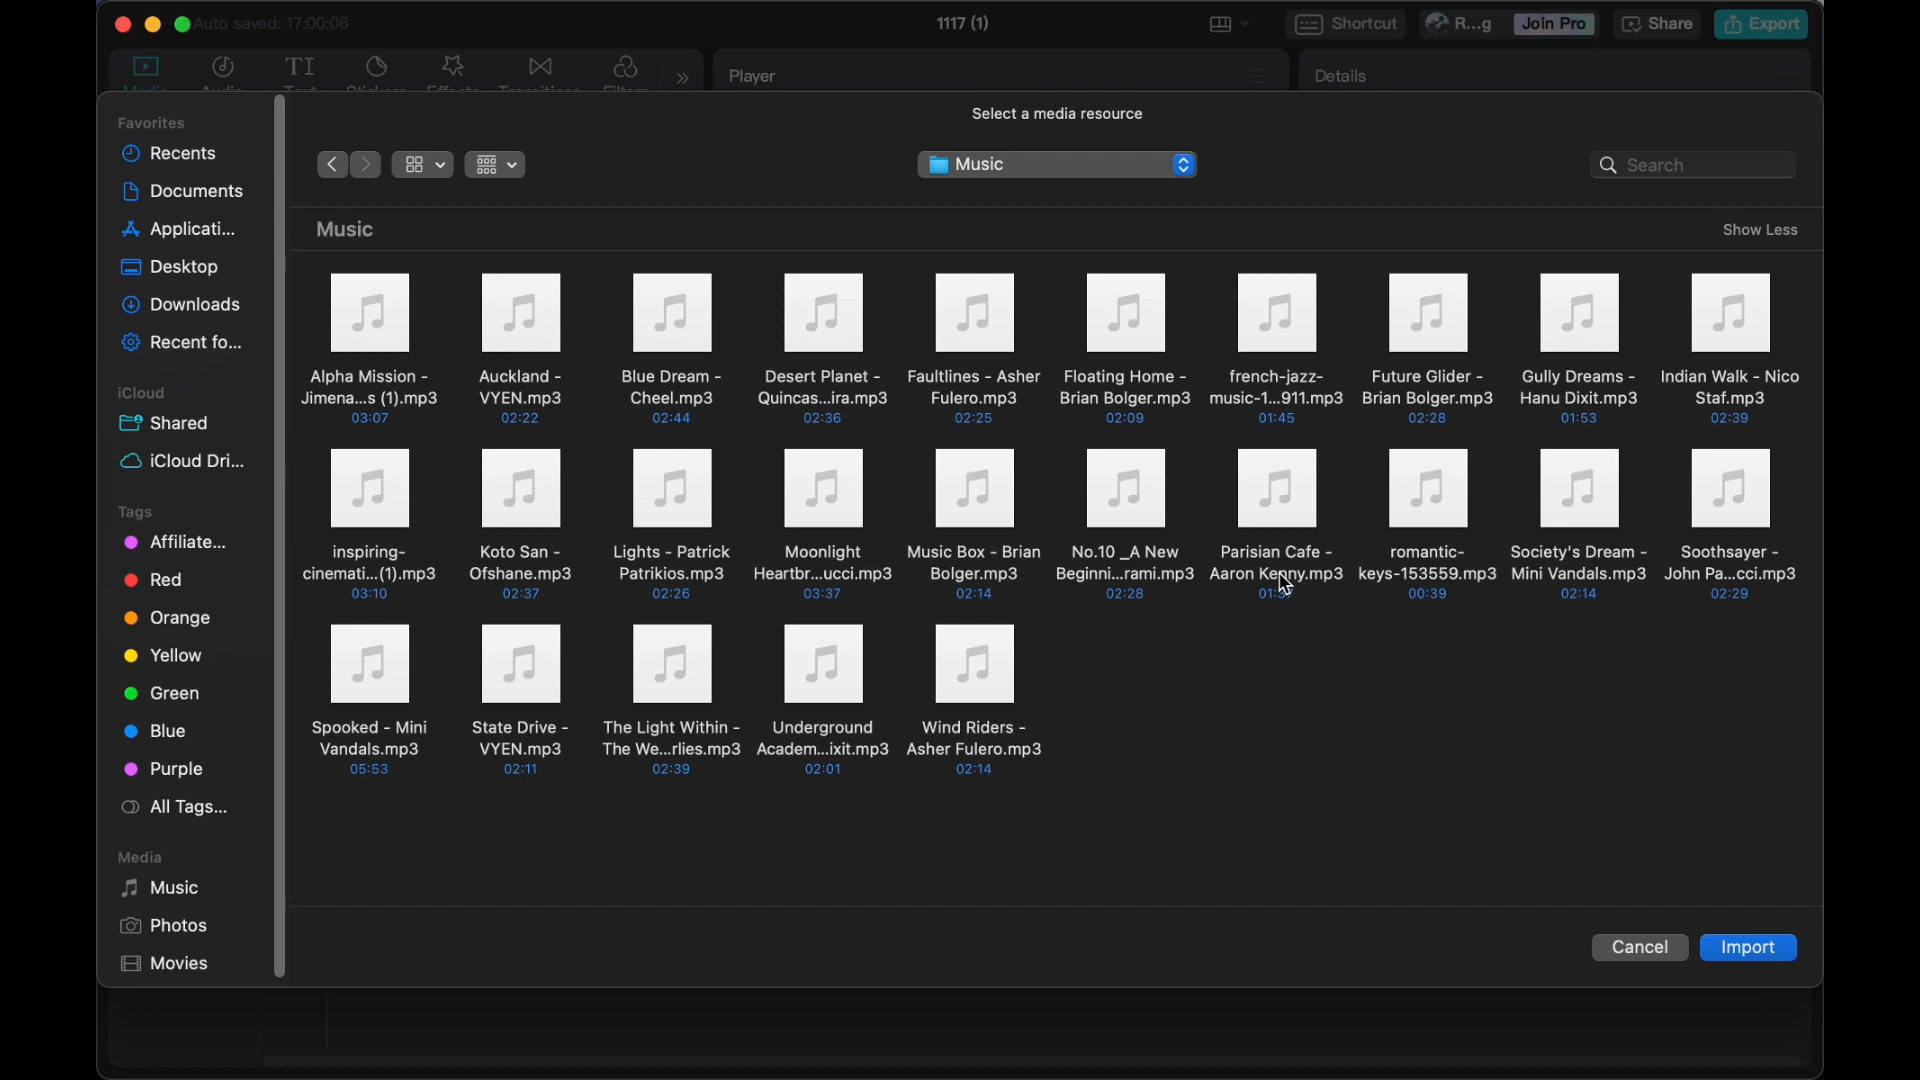 Auto saved: 17:00:06
1117 (1)
Shortcut
R...g
Join Pro
Share
Export
Media
Audio
Text
Stickers
Effects
Transitions
Filters
Player
Details
Select a media resource
Favorites
Recents
Documents
Applicati...
Desktop
Downloads
Recent fo...
iCloud
Shared
iCloud Dri...
Tags
Affiliate...
Red
Orange
Yellow
Green
Blue
Purple
All Tags...
Media
Music
Photos
Movies
Music
Search
Music
Show Less
Alpha Mission -
Jimena...s (1).mp3
03:07
Auckland -
VYEN.mp3
02:22
Blue Dream -
Cheel.mp3
02:44
Desert Planet -
Quincas...ira.mp3
02:36
Faultlines - Asher
Fulero.mp3
02:25
Floating Home -
Brian Bolger.mp3
02:09
french-jazz-
music-1...911.mp3
01:45
Future Glider -
Brian Bolger.mp3
02:28
Gully Dreams -
Hanu Dixit.mp3
01:53
Indian Walk - Nico
Staf.mp3
02:39
inspiring-
cinemati...(1).mp3
03:10
Koto San -
Ofshane.mp3
02:37
Lights - Patrick
Patrikios.mp3
02:26
Moonlight
Heartbr...ucci.mp3
03:37
Music Box - Brian
Bolger.mp3
02:14
No.10 _A New
Beginni...rami.mp3
02:28
Parisian Cafe -
Aaron Kenny.mp3
romantic-
keys-153559.mp3
00:39
Society's Dream -
Mini Vandals.mp3
02:14
Soothsayer -
John Pa...cci.mp3
02:29
Spooked - Mini
Vandals.mp3
05:53
State Drive -
VYEN.mp3
02:11
The Light Within -
The We...rlies.mp3
02:39
Underground
Academ...ixit.mp3
02:01
Wind Riders -
Asher Fulero.mp3
02:14
Cancel
Import